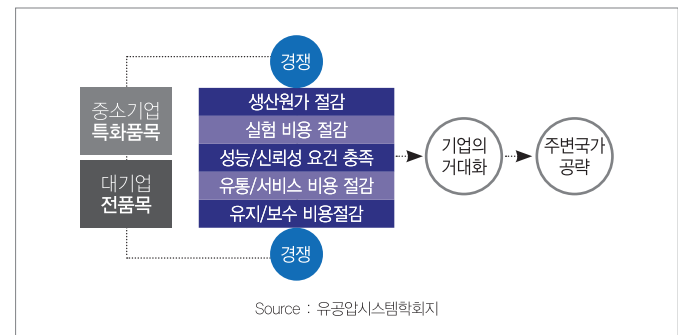 경쟁
중소기업
특화품목
대기업
전품목
생산원가 절감
실험 비용 절감
성능/신뢰성 요건 충족
유통/서비스 비용 절감
유지/보수 비용절감
경쟁
기업의
거대화
주변국가
공략
Source : 유공압시스템학회지